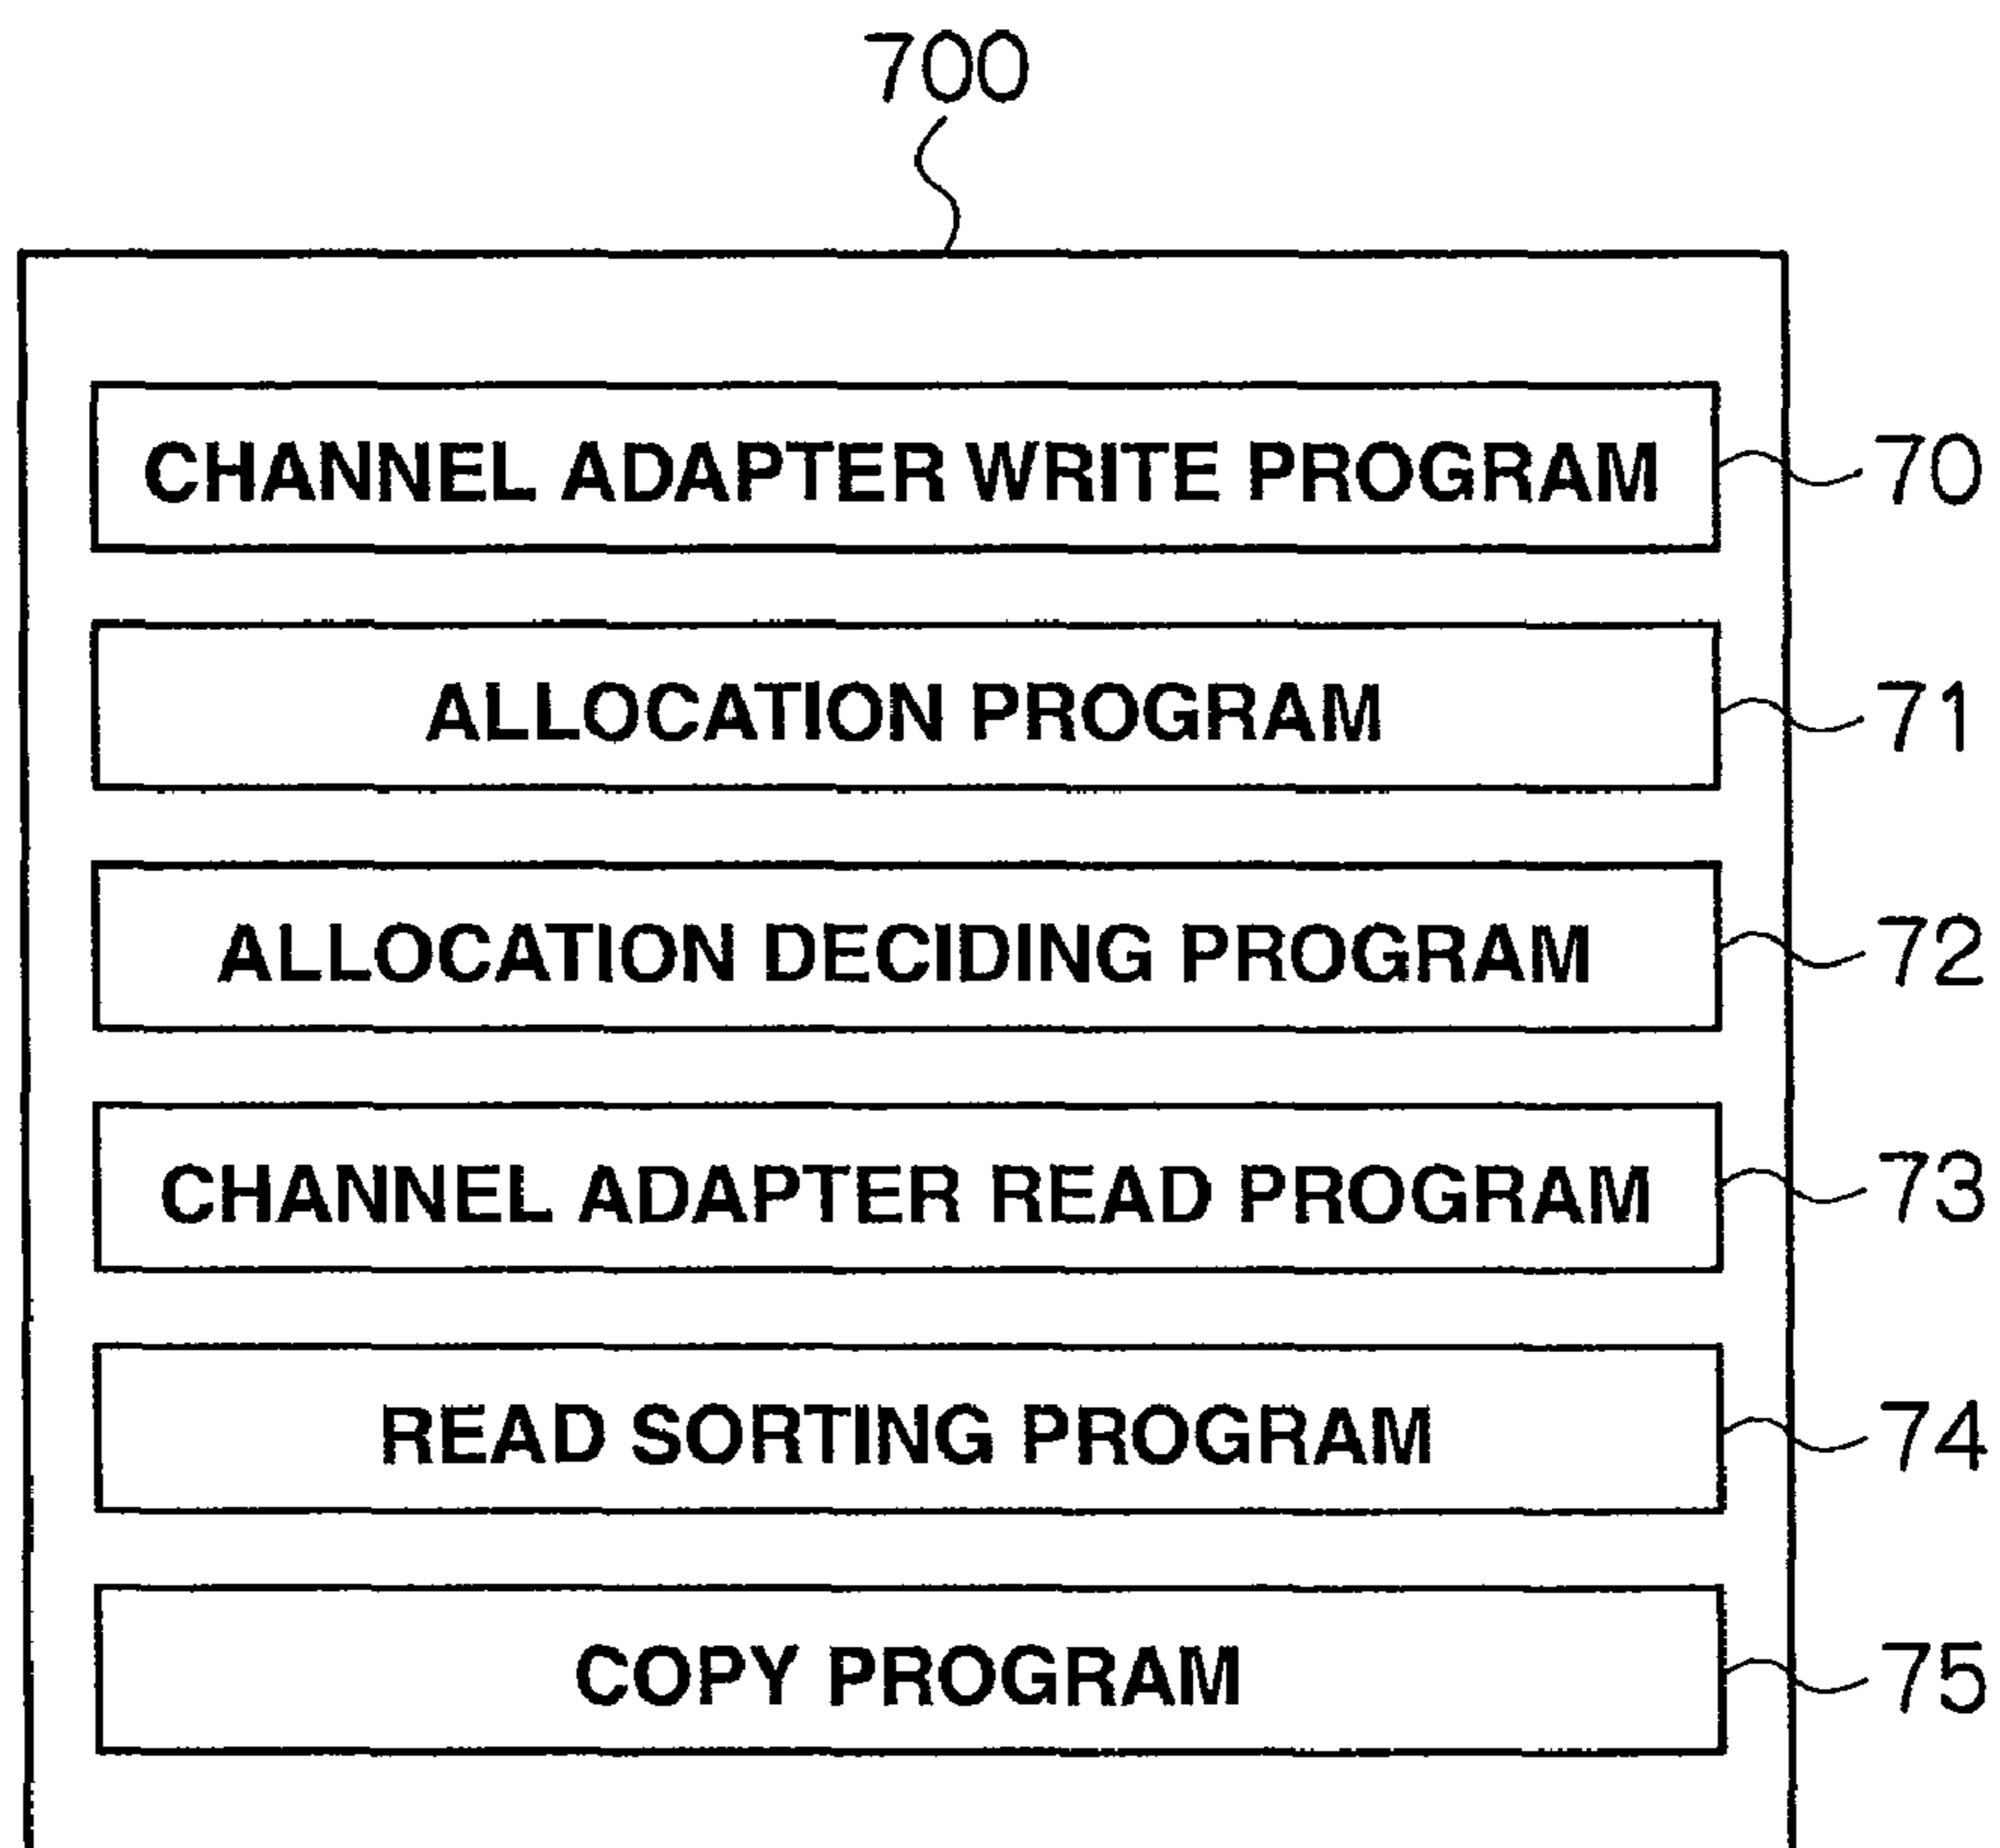 700
CHANNEL ADAPTER WRITE PROGRAM 70
ALLOCATION PROGRAM 71
ALLOCATION DECIDING PROGRAM 72
CHANNEL ADAPTER READ PROGRAM 73
READ SORTING PROGRAM 74
COPY PROGRAM 75